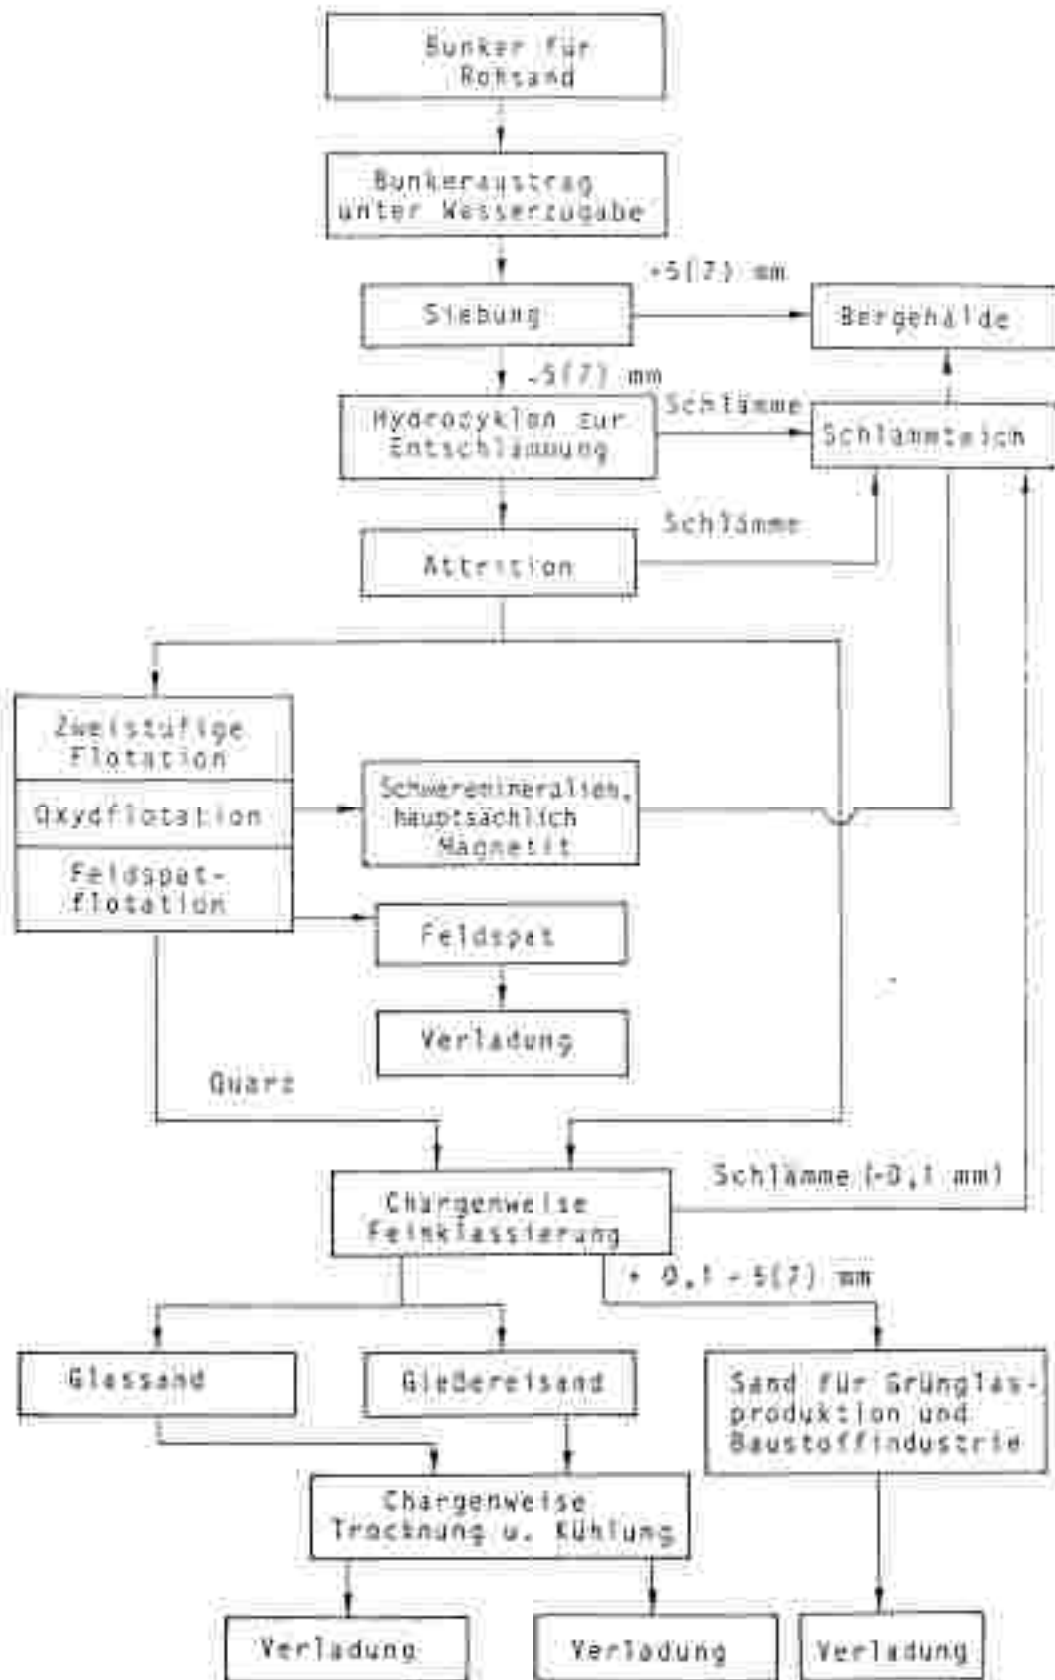 Bunker für
Rohsand
Bunkeraustrag
unter Wasserzugabe
+5(7) mm
Siebung
Bergehalde
-5(7) mm
Schlämme
Hydrozyklon zur
Entschlämmung
Schlammteich
Schlämme
Attrition
Zweistufige
Flotation
Oxydflotation
Schwermineralien,
hauptsächlich
Magnetit
Feldspat-
flotation
Feldspat
Verladung
Quarz
Schlämme (-0,1 mm)
Chargenweise
Feinklassierung
+ 0,1 - 5(7) mm
Glassand
Gießereisand
Sand für Grünglas-
produktion und
Baustoffindustrie
Chargenweise
Trocknung u. Kühlung
Verladung
Verladung
Verladung